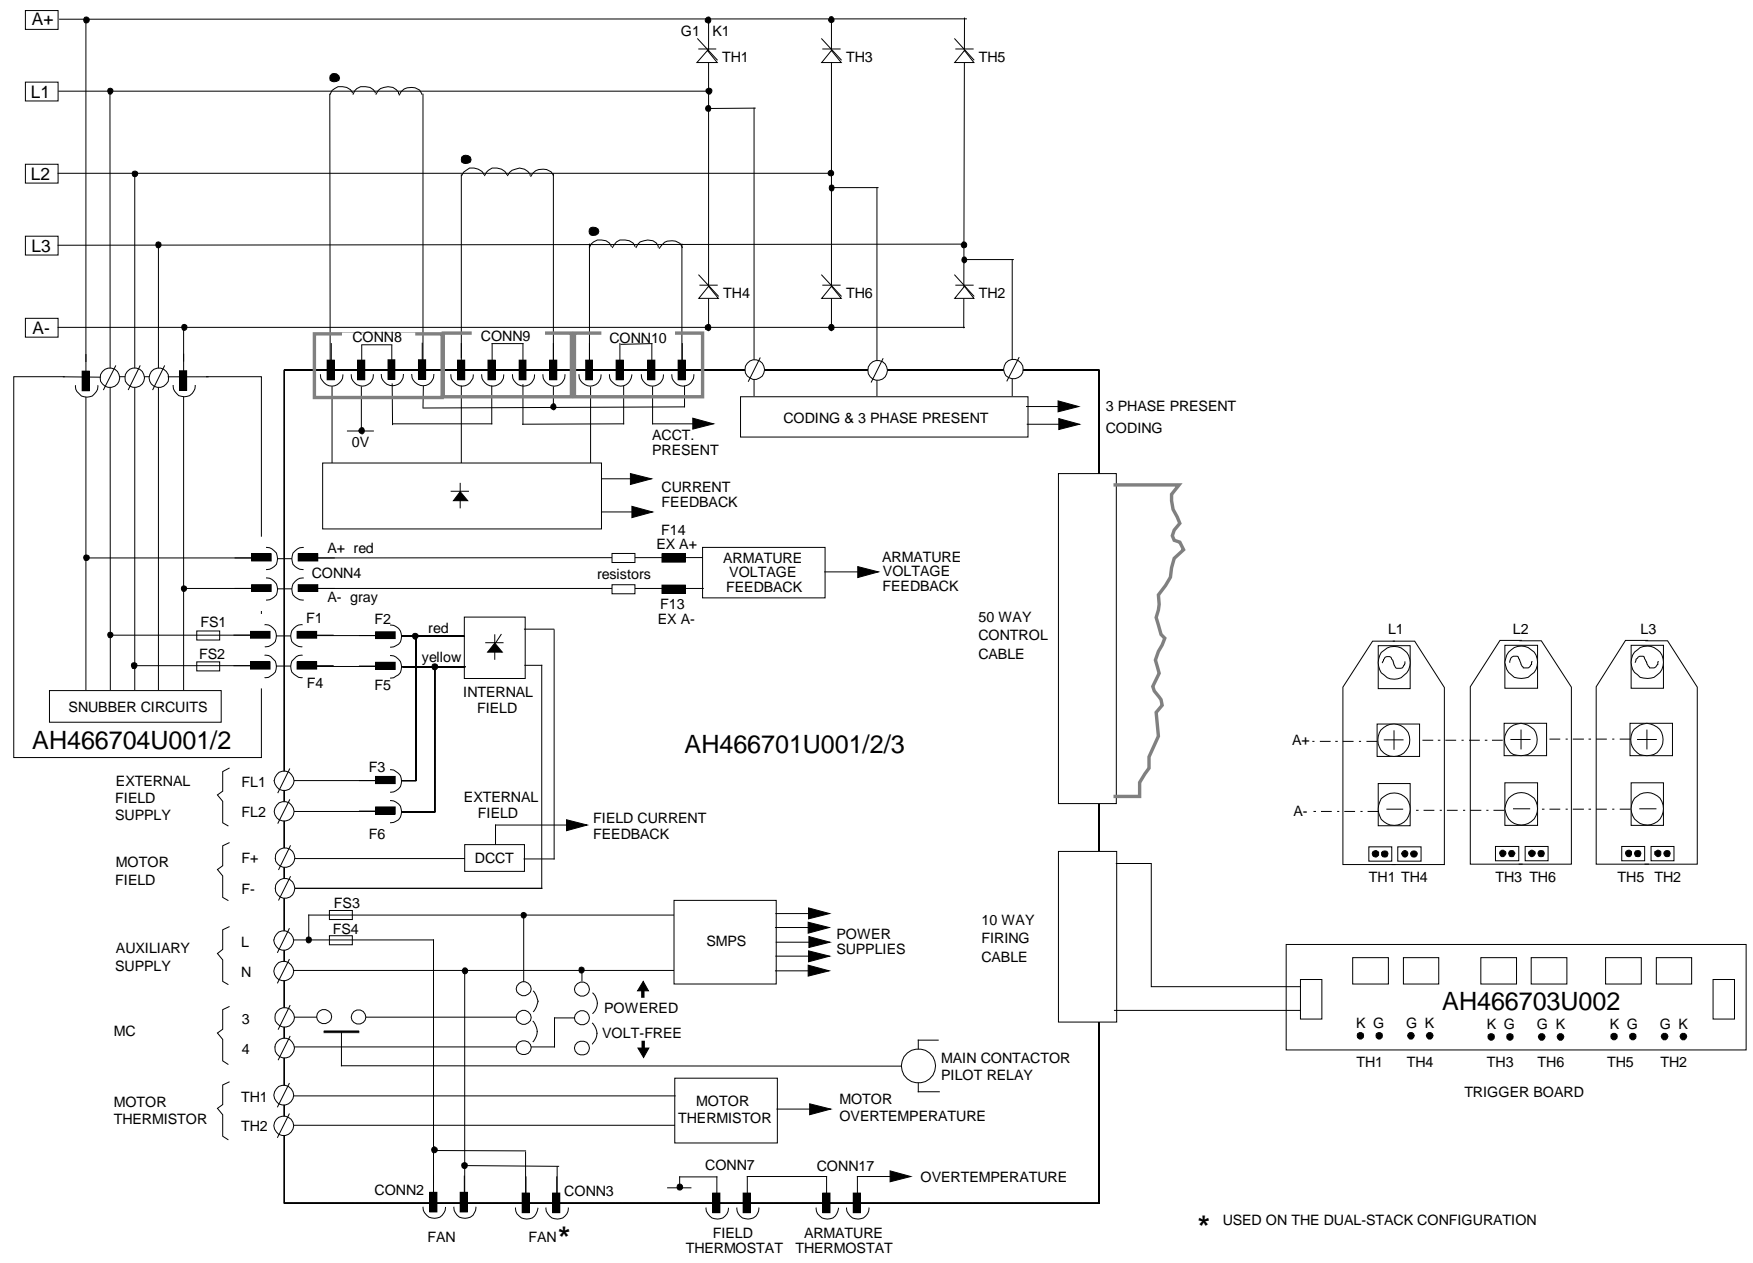 A+
G1 K1
TH1
TH3
TH5
L1
L2
L3
TH4
TH6
TH2
A-
CONN8
CONN9
CONN10
0V
ACCT.
PRESENT
CODING & 3 PHASE PRESENT
3 PHASE PRESENT
CODING
CURRENT
FEEDBACK
A+ red
CONN4
A- gray
resistors
F14
EX A+
F13
EX A-
ARMATURE
VOLTAGE
FEEDBACK
ARMATURE
VOLTAGE
FEEDBACK
FS1
FS2
F1
F2
F4
F5
red
yellow
INTERNAL
FIELD
SNUBBER CIRCUITS
AH466704U001/2
AH466701U001/2/3
50 WAY
CONTROL
CABLE
EXTERNAL
FIELD
SUPPLY
FL1
FL2
F3
F6
EXTERNAL
FIELD
FIELD CURRENT
FEEDBACK
MOTOR
FIELD
F+
F-
DCCT
AUXILIARY
SUPPLY
L
N
FS3
FS4
SMPS
POWER
SUPPLIES
10 WAY
FIRING
CABLE
MC
3
4
POWERED
VOLT-FREE
MAIN CONTACTOR
PILOT RELAY
MOTOR
THERMISTOR
TH1
TH2
MOTOR
THERMISTOR
MOTOR
OVERTEMPERATURE
CONN2
CONN3
FAN
FAN*
CONN7
CONN17
OVERTEMPERATURE
FIELD
THERMOSTAT
ARMATURE
THERMOSTAT
L1
L2
L3
A+
A-
TH1 TH4
TH3 TH6
TH5 TH2
AH466703U002
K G
G K
K G
G K
K G
G K
TH1
TH4
TH3
TH6
TH5
TH2
TRIGGER BOARD
* USED ON THE DUAL-STACK CONFIGURATION